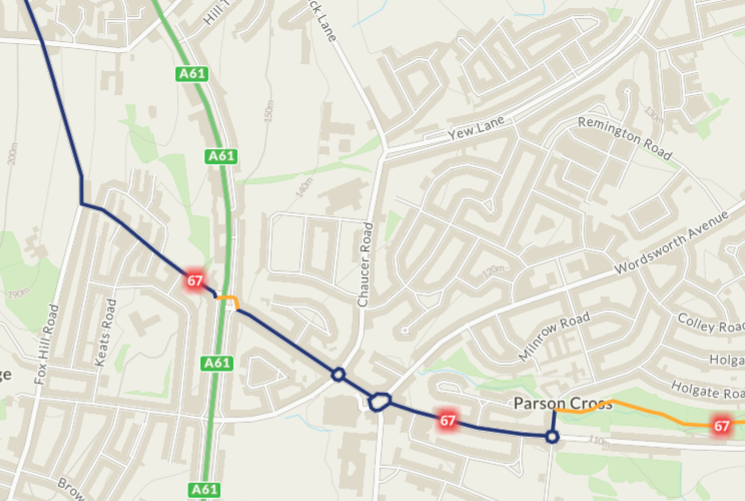 Hill T
ck Lane
A61
150m
Yew Lane
130m
Remington Road
A61
200m
140m
Chaucer Road
Wordsworth Avenue
120m
67
190m
Keats Road
Fox Hill Road
Milnrow Road
Colley Road
A61
Holga
ge
Holgate Road
Parson Cross
67
67
110m
Brow
A61